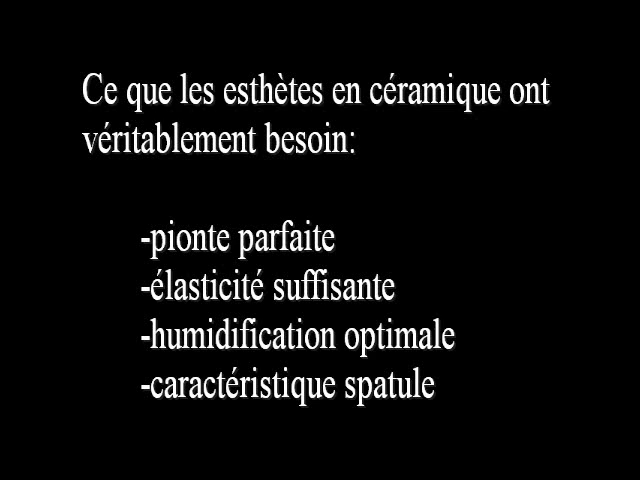 Ce que les esthètes en céramique ont
véritablement besoin:
-pionte parfaite
-élasticité suffisante
-humidification optimale
-caractéristique spatule